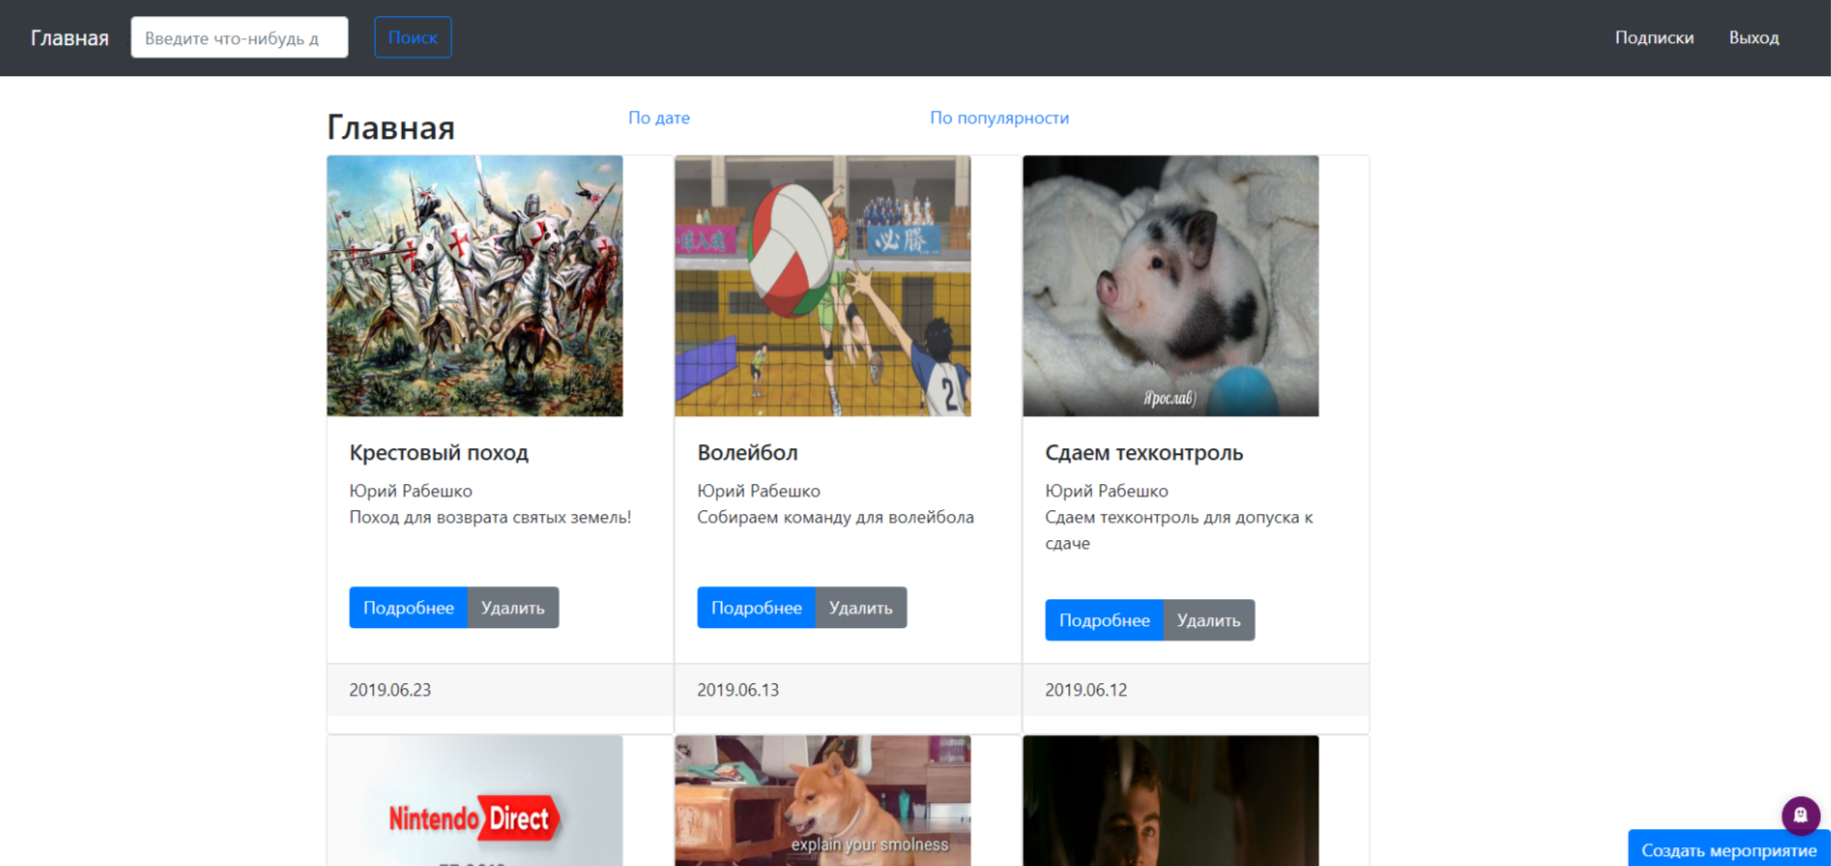 Главная
Введите что-нибудь д
Поиск
Подписки
Выход
Главная
По дате
По популярности
必勝
2
Ярослав)
Крестовый поход
Юрий Рабешко
Поход для возврата святых земель!
Подробнее
Удалить
2019.06.23
Волейбол
Юрий Рабешко
Собираем команду для волейбола
Подробнее
Удалить
2019.06.13
Сдаем техконтроль
Юрий Рабешко
Сдаем техконтроль для допуска к
сдаче
Подробнее
Удалить
2019.06.12
Nintendo Direct
explain your smolness
Создать мероприятие